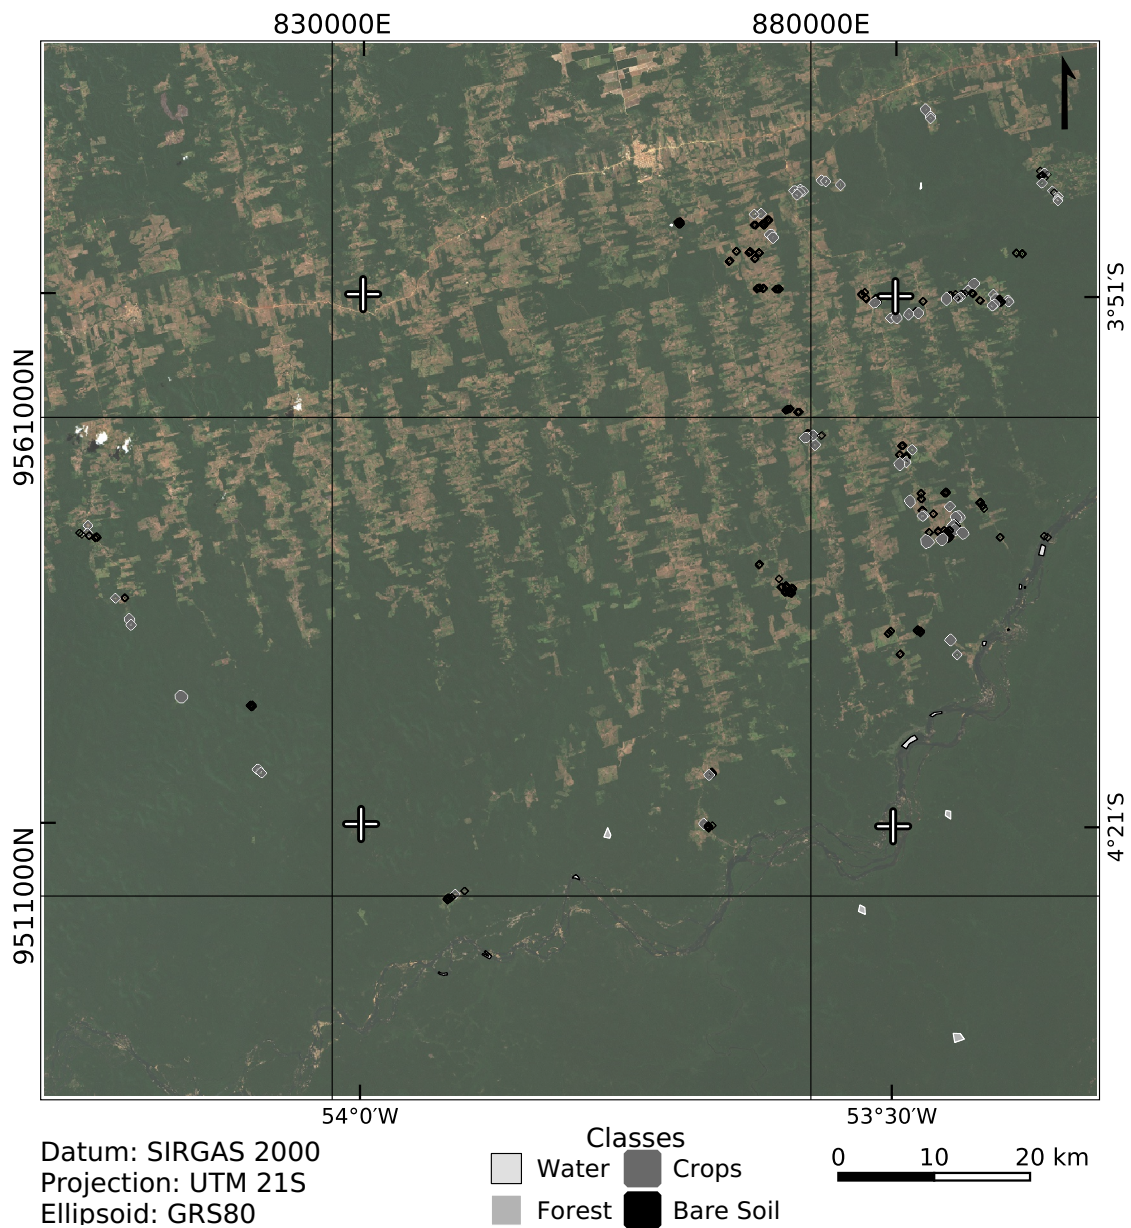 830000E 880000E
3°51'S
9561000N
4°21'S
9511000N
54°0'W 53°30'W
Datum: SIRGAS 2000
Projection: UTM 21S
Ellipsoid: GRS80
Classes
Water Crops
Forest Bare Soil
0 10 20 km